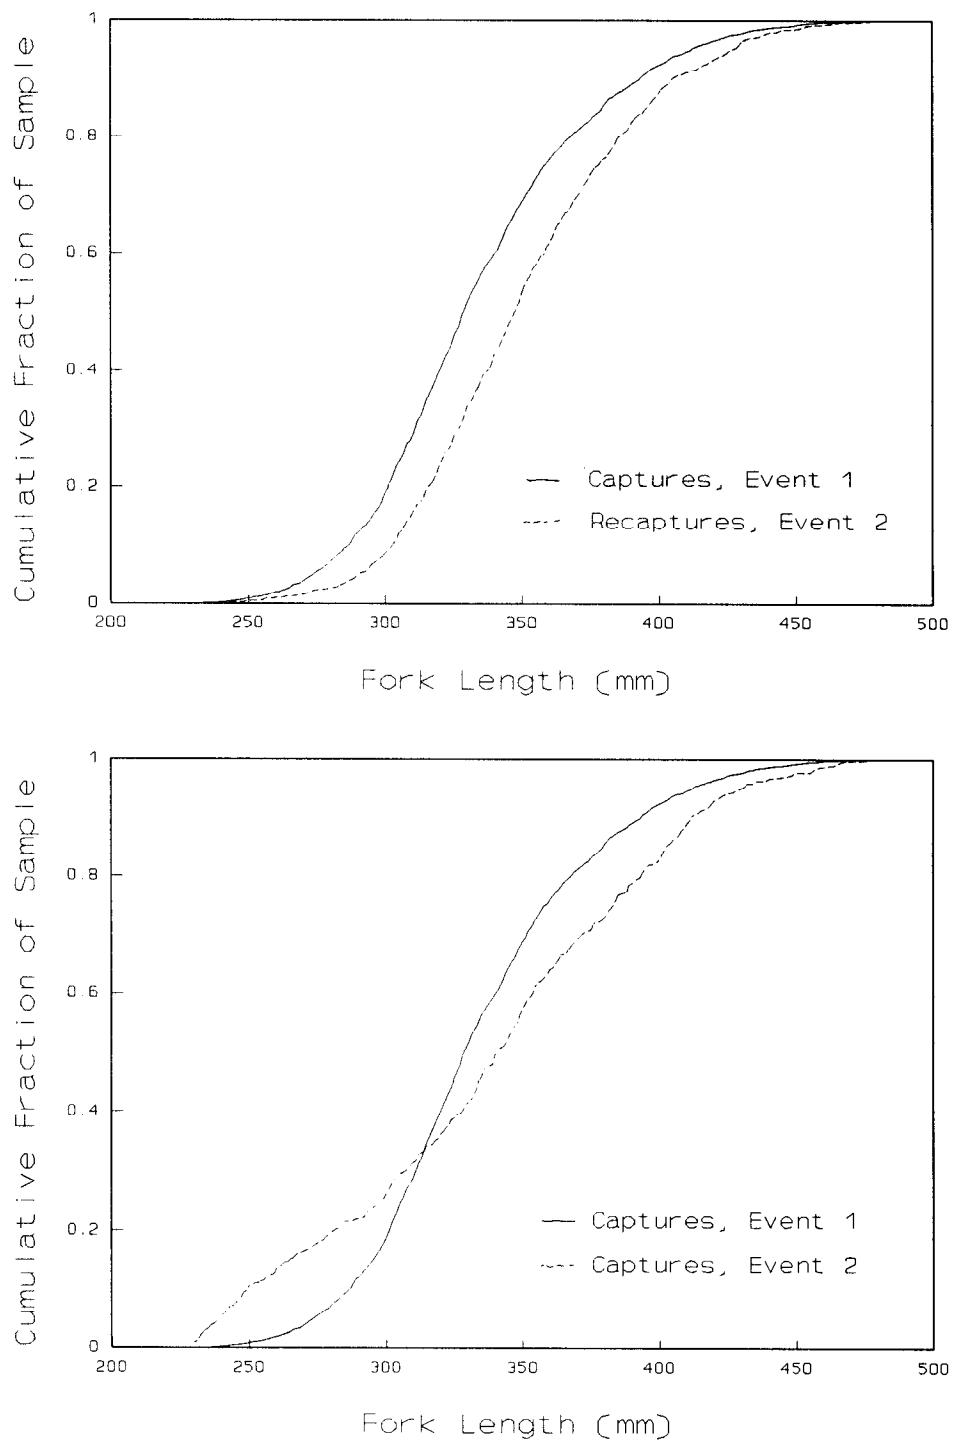 Cumulative Fraction of Sample
1
0.8
0.6
0.4
0.2
0
200 250 300 350 400 450 500
Captures, Event 1
Recaptures, Event 2
Fork Length (mm)
Cumulative Fraction of Sample
1
0.8
0.6
0.4
0.2
0
200 250 300 350 400 450 500
Captures, Event 1
Captures, Event 2
Fork Length (mm)